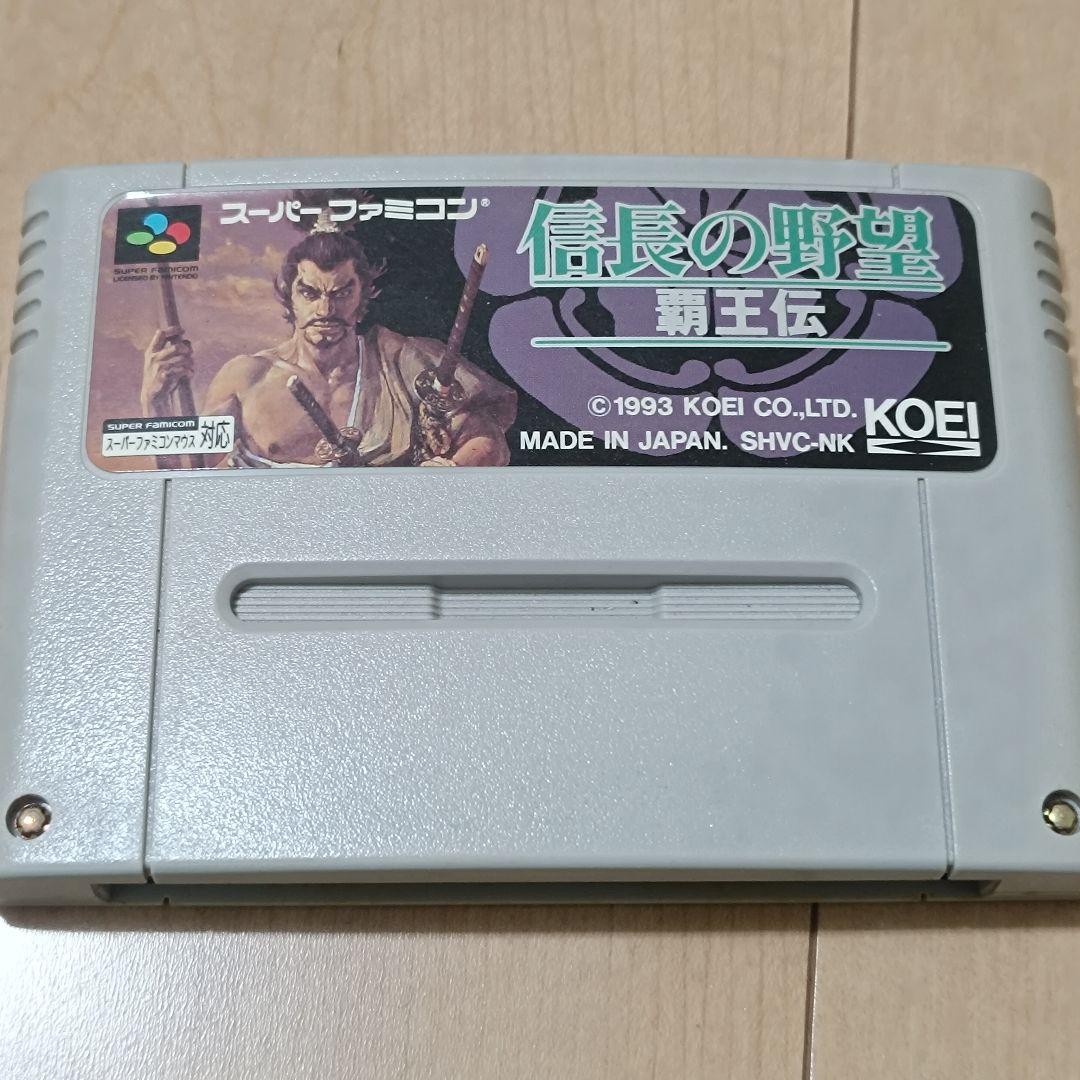 スーパーファミコン®
SUPER FAMICOM
LICENSED BY NINTENDO
信長の野望
覇王伝
SUPER FAMICOM
スーパーファミコンマウス 対応
©1993 KOEI CO.,LTD.
MADE IN JAPAN. SHVC-NK
KOEI